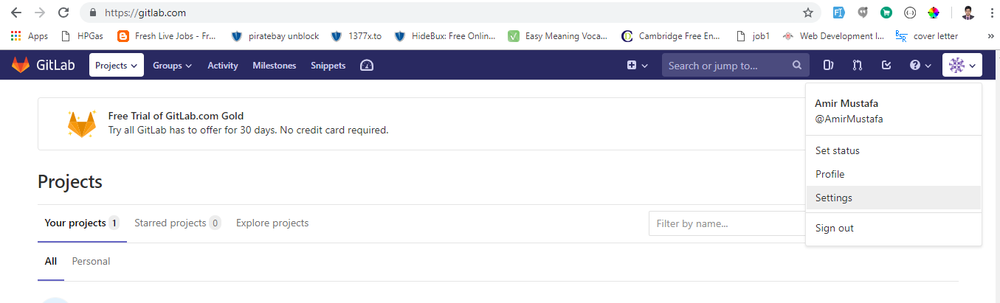 https://gitlab.com
Apps HPGas Fresh Live Jobs - Fr... piratebay unblock 1377x.to HideBux: Free Onlin... Easy Meaning Voca... Cambridge Free En... job1 Web Development I... BSR cover letter »
GitLab Projects Groups Activity Milestones Snippets Search or jump to...
Free Trial of GitLab.com Gold
Try all GitLab has to offer for 30 days. No credit card required.
Amir Mustafa
@AmirMustafa
Set status
Profile
Settings
Sign out
Projects
Your projects 1 Starred projects 0 Explore projects Filter by name...
All Personal